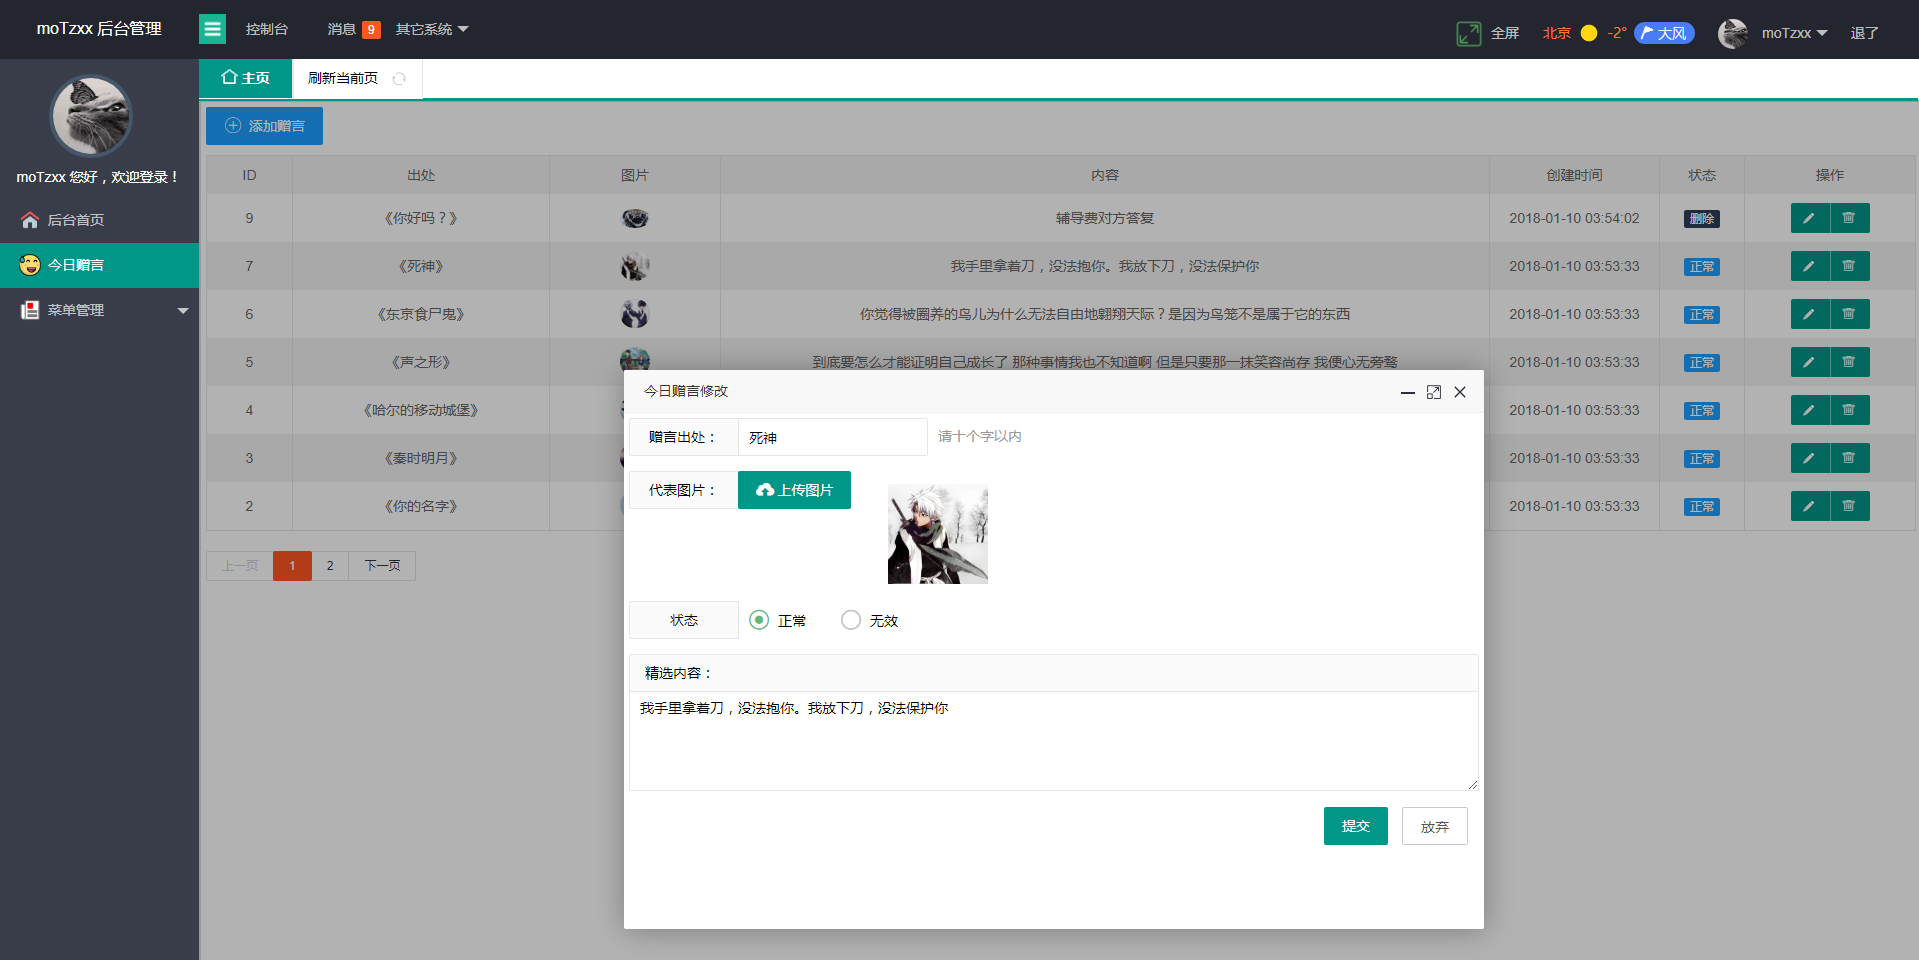 moTzxx 后台管理
控制台
消息 9
其它系统
全屏
北京 -2° 大风
moTzxx
退了
moTzxx 您好，欢迎登录！
后台首页
今日赠言
菜单管理
主页
刷新当前页
添加赠言
ID 出处 图片 内容 创建时间 状态 操作
9 《你好吗？》 辅导费对方答复 2018-01-10 03:54:02 删除
7 《死神》 我手里拿着刀，没法抱你。我放下刀，没法保护你 2018-01-10 03:53:33 正常
6 《东京食尸鬼》 你觉得被圈养的鸟儿为什么无法自由地翱翔天际？是因为鸟笼不是属于它的东西 2018-01-10 03:53:33 正常
5 《声之形》 到底要怎么才能证明自己成长了 那种事情我也不知道啊 但是只要那一抹笑容尚存 我便心无旁骛 2018-01-10 03:53:33 正常
4 《哈尔的移动城堡》 2018-01-10 03:53:33 正常
3 《秦时明月》 2018-01-10 03:53:33 正常
2 《你的名字》 2018-01-10 03:53:33 正常
上一页 1 2 下一页
今日赠言修改
赠言出处： 死神 请十个字以内
代表图片： 上传图片
状态 正常 无效
精选内容：
我手里拿着刀，没法抱你。我放下刀，没法保护你
提交 放弃